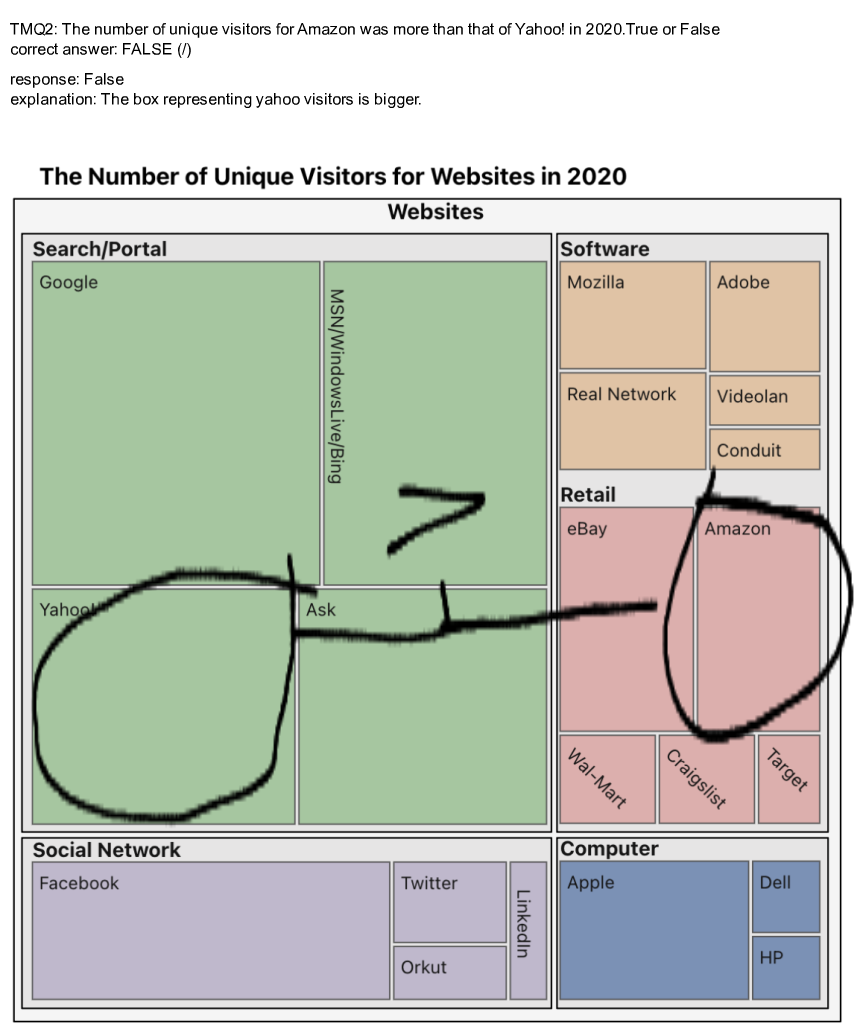 TMQ2: The number of unique visitors for Amazon was more than that of Yahoo! in 2020.True or False
correct answer: FALSE (/)
response: False
explanation: The box representing yahoo visitors is bigger.
The Number of Unique Visitors for Websites in 2020
Websites
Search/Portal
Google
MSN/WindowsLive/Bing
Yahoo!
Ask
Software
Mozilla
Adobe
Real Network
Videolan
Conduit
Retail
eBay
Amazon
Wal-Mart
Craigslist
Target
Social Network
Facebook
Twitter
Orkut
LinkedIn
Computer
Apple
Dell
HP